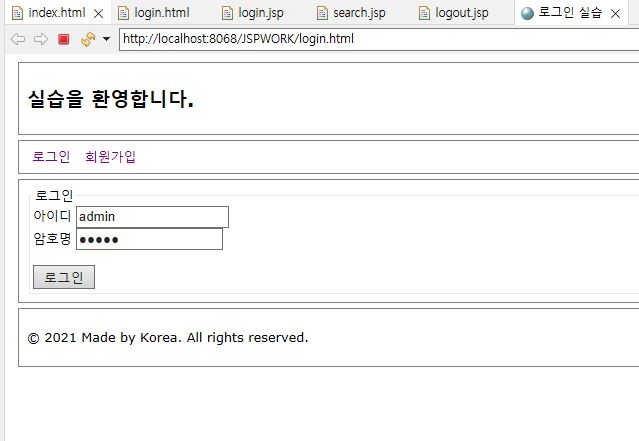 index.html login.html login.jsp search.jsp logout.jsp 로그인 실습
http://localhost:8068/JSPWORK/login.html
실습을 환영합니다.
로그인 회원가입
로그인
아이디 admin
암호명 ●●●●●
로그인
© 2021 Made by Korea. All rights reserved.